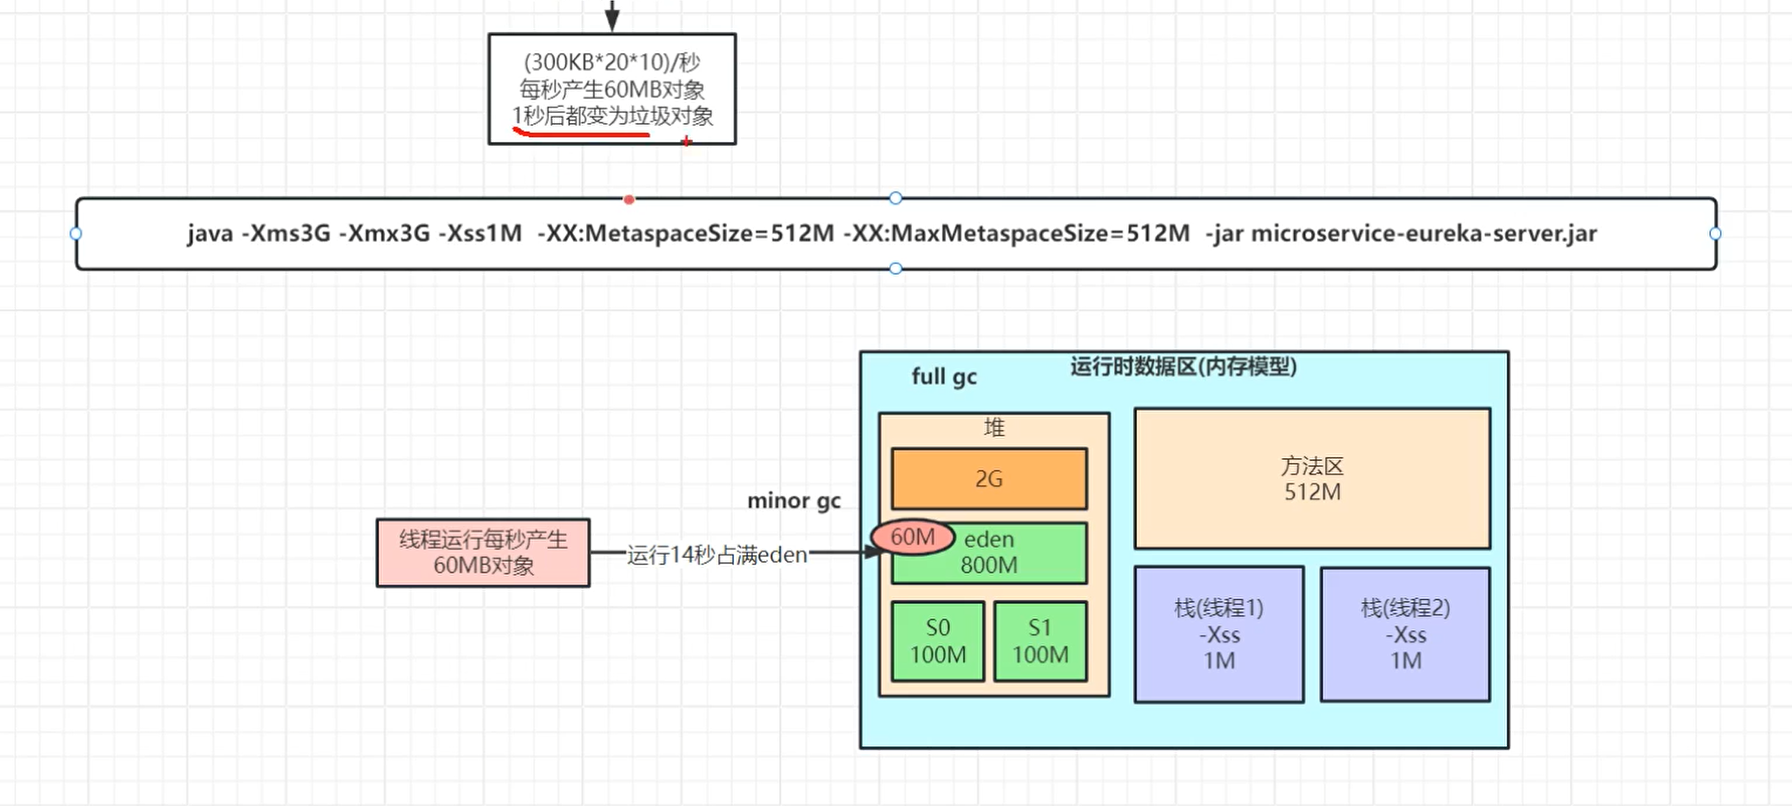 (300KB*20*10)/秒
每秒产生60MB对象
1秒后都变为垃圾对象
java -Xms3G -Xmx3G -Xss1M  -XX:MetaspaceSize=512M -XX:MaxMetaspaceSize=512M  -jar microservice-eureka-server.jar
运行时数据区(内存模型)
full gc
堆
2G
方法区
512M
minor gc
线程运行每秒产生
60MB对象
运行14秒占满eden
60M
eden
800M
S0
100M
S1
100M
栈(线程1)
-Xss
1M
栈(线程2)
-Xss
1M